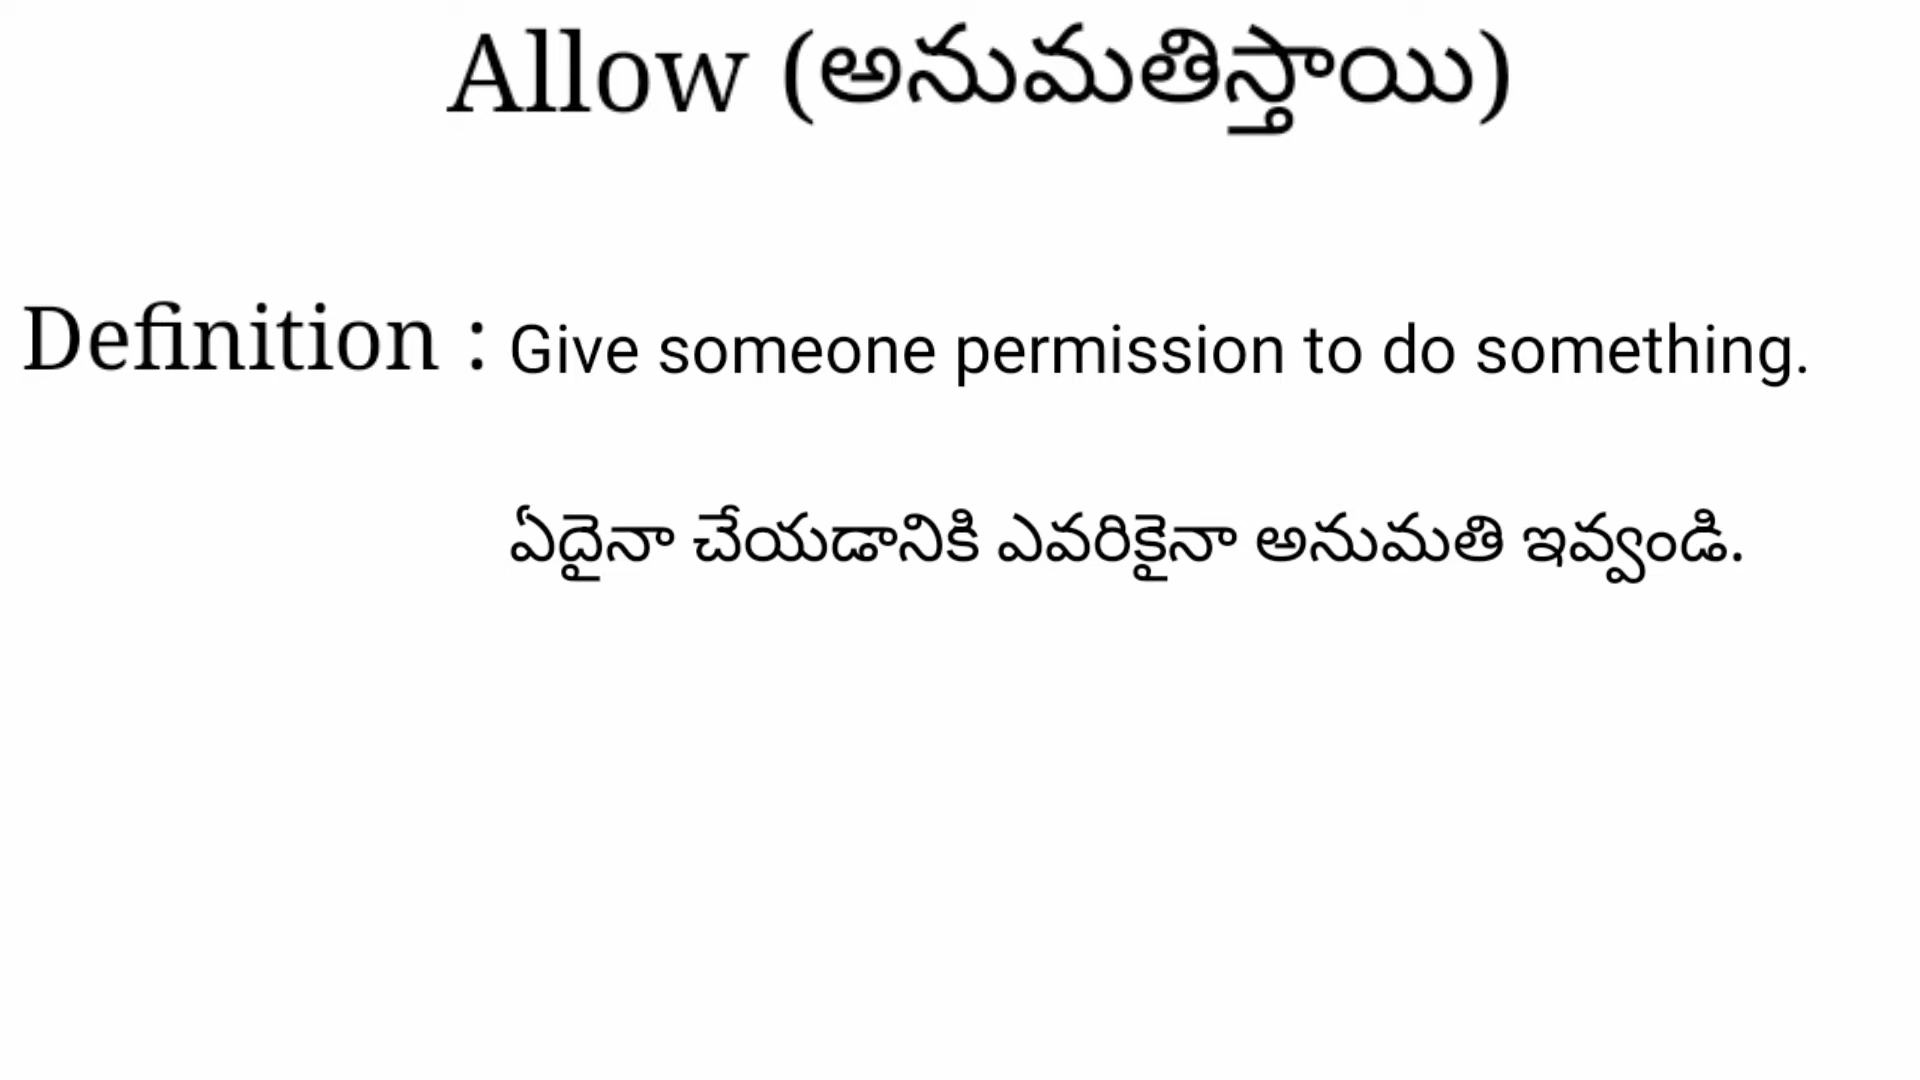 Allow (అనుమతిస్తాయి)
Definition : Give someone permission to do something.
ఏదైనా చేయడానికి ఎవరికైనా అనుమతి ఇవ్వండి.